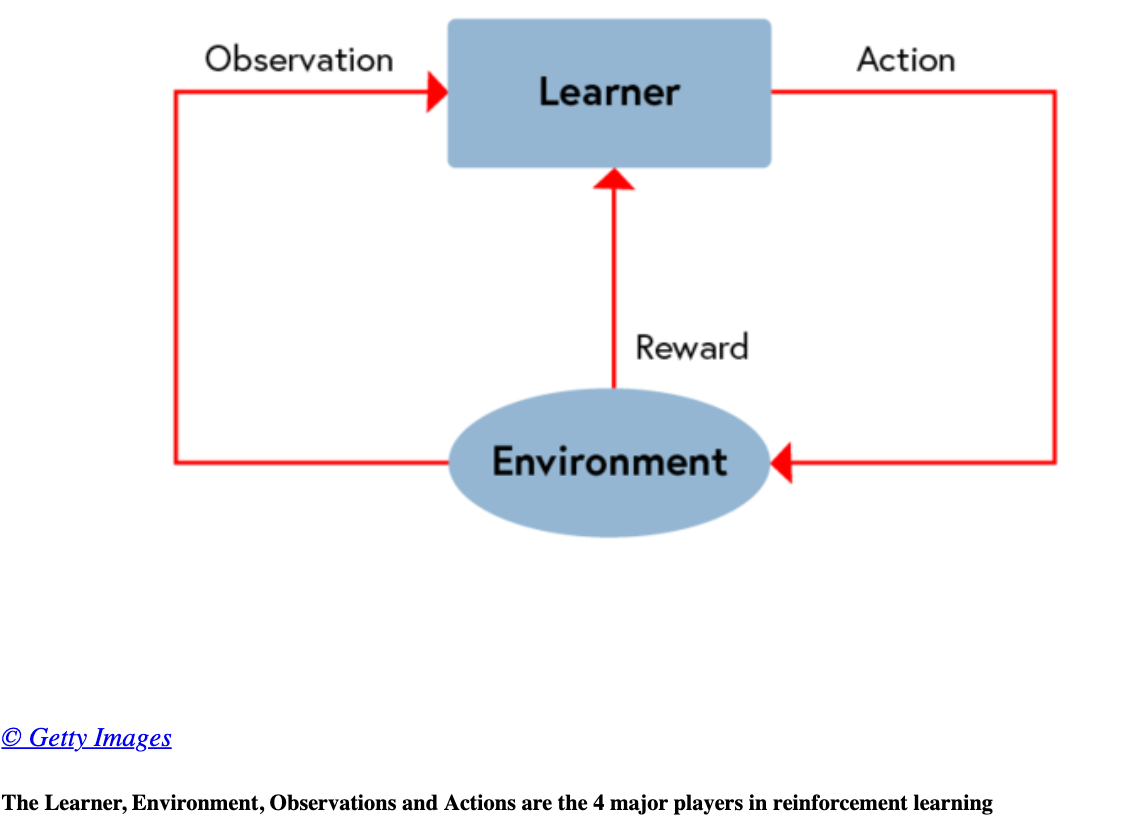 Observation
Learner
Action
Reward
Environment
© Getty Images
The Learner, Environment, Observations and Actions are the 4 major players in reinforcement learning